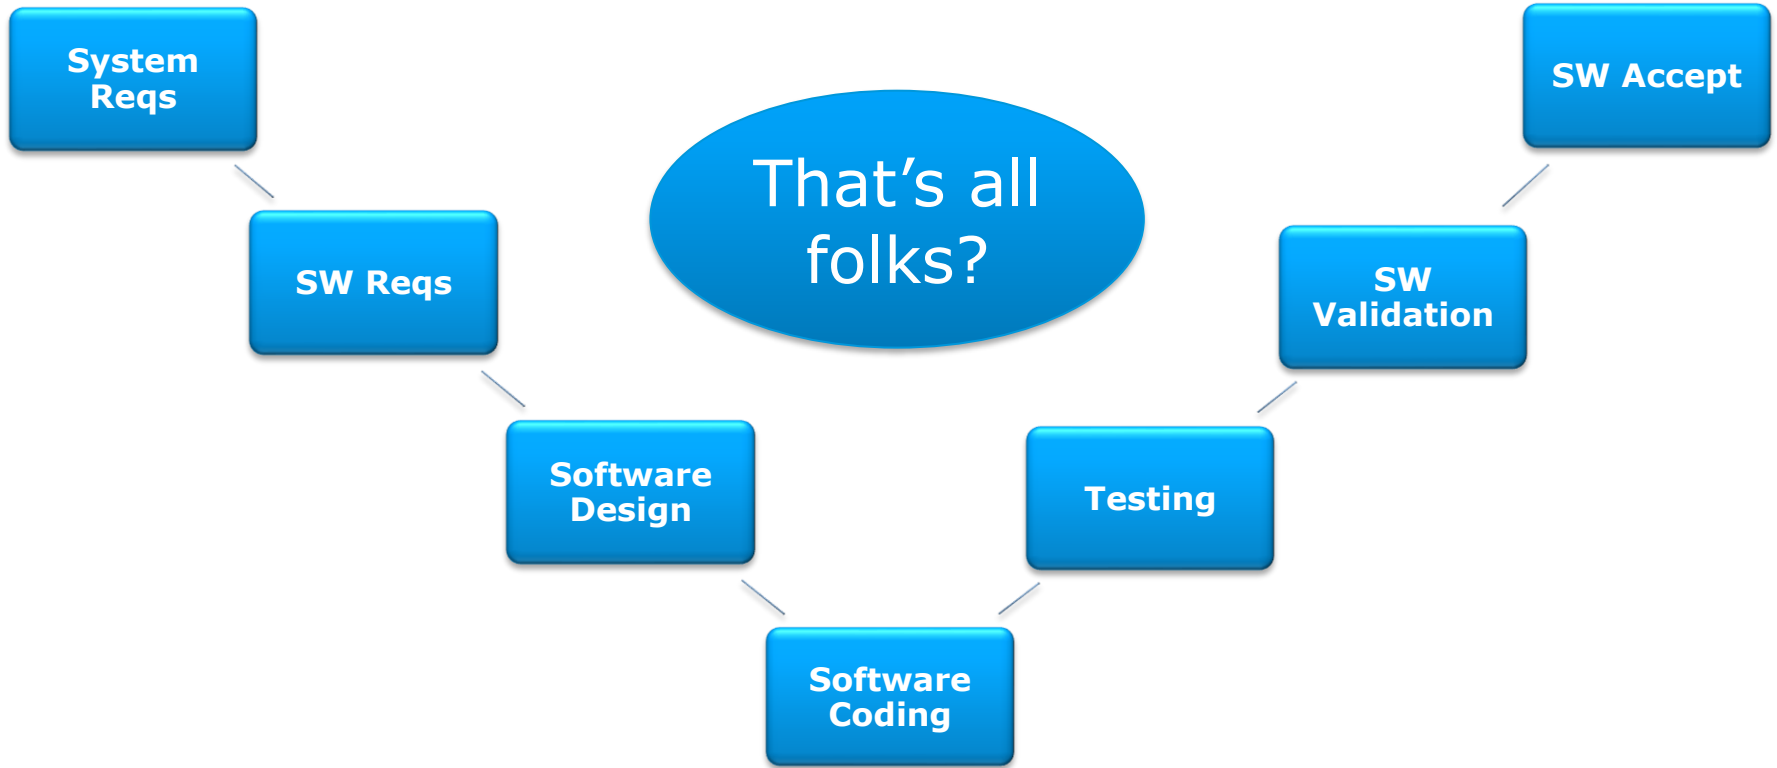 System
Reqs
SW Reqs
Software
Design
Software
Coding
Testing
SW
Validation
SW Accept
That’s all
folks?